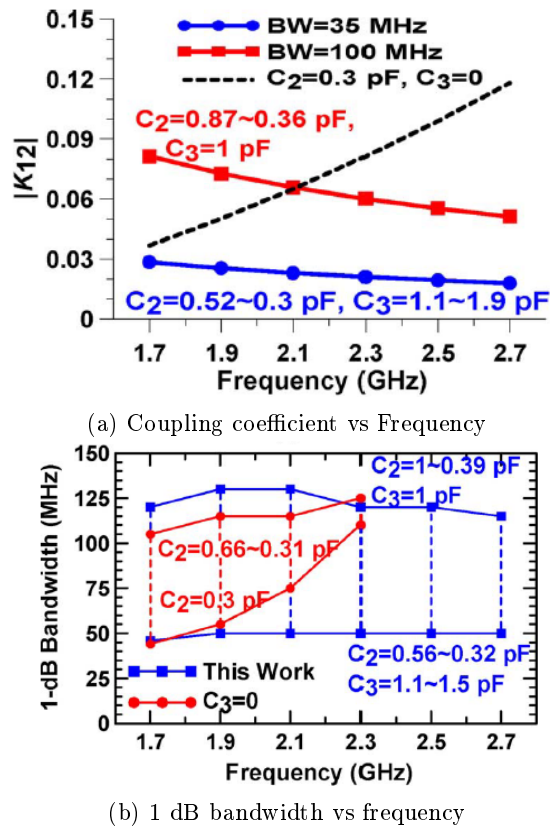 BW=35 MHz
BW=100 MHz
C2=0.3 pF, C3=0
0.15
0.12
0.09
0.06
0.03
0
|K12|
C2=0.87~0.36 pF,
C3=1 pF
C2=0.52~0.3 pF, C3=1.1~1.9 pF
1.7 1.9 2.1 2.3 2.5 2.7
Frequency (GHz)
(a) Coupling coefficient vs Frequency
150
125
100
75
50
25
0
1-dB Bandwidth (MHz)
C2=1~0.39 pF
C3=1 pF
C2=0.66~0.31 pF
C2=0.3 pF
C2=0.56~0.32 pF
C3=1.1~1.5 pF
This Work
C3=0
1.7 1.9 2.1 2.3 2.5 2.7
Frequency (GHz)
(b) 1 dB bandwidth vs frequency